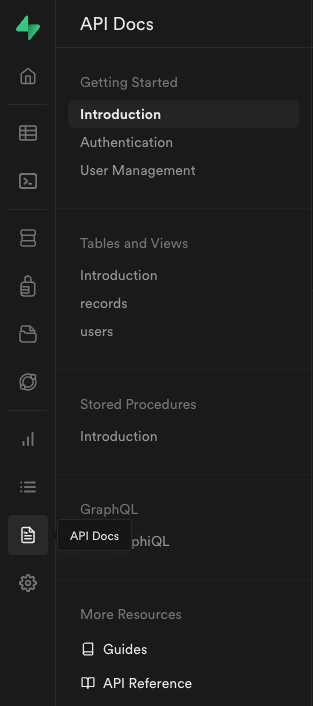 API Docs
Getting Started
Introduction
Authentication
User Management
Tables and Views
Introduction
records
users
Stored Procedures
Introduction
GraphQL
API Docs
phiQL
More Resources
Guides
API Reference